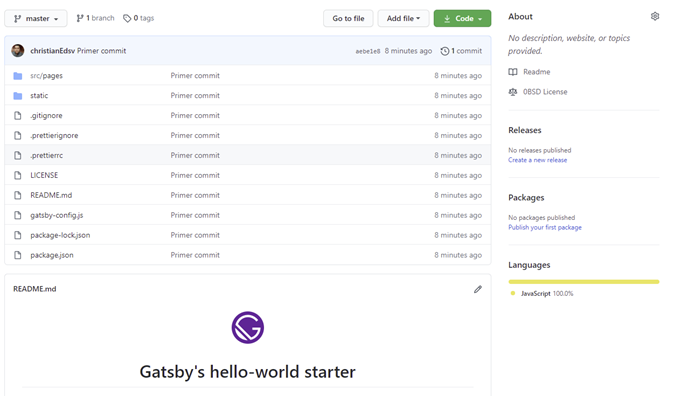 master 1 branch 0 tags Go to file Add file Code
christianEdsv Primer commit aebe1e8 8 minutes ago 1 commit
src/pages Primer commit 8 minutes ago
static Primer commit 8 minutes ago
.gitignore Primer commit 8 minutes ago
.prettierignore Primer commit 8 minutes ago
.prettierrc Primer commit 8 minutes ago
LICENSE Primer commit 8 minutes ago
README.md Primer commit 8 minutes ago
gatsby-config.js Primer commit 8 minutes ago
package-lock.json Primer commit 8 minutes ago
package.json Primer commit 8 minutes ago
README.md
Gatsby's hello-world starter
About
No description, website, or topics
provided.
Readme
0BSD License
Releases
No releases published
Create a new release
Packages
No packages published
Publish your first package
Languages
JavaScript 100.0%